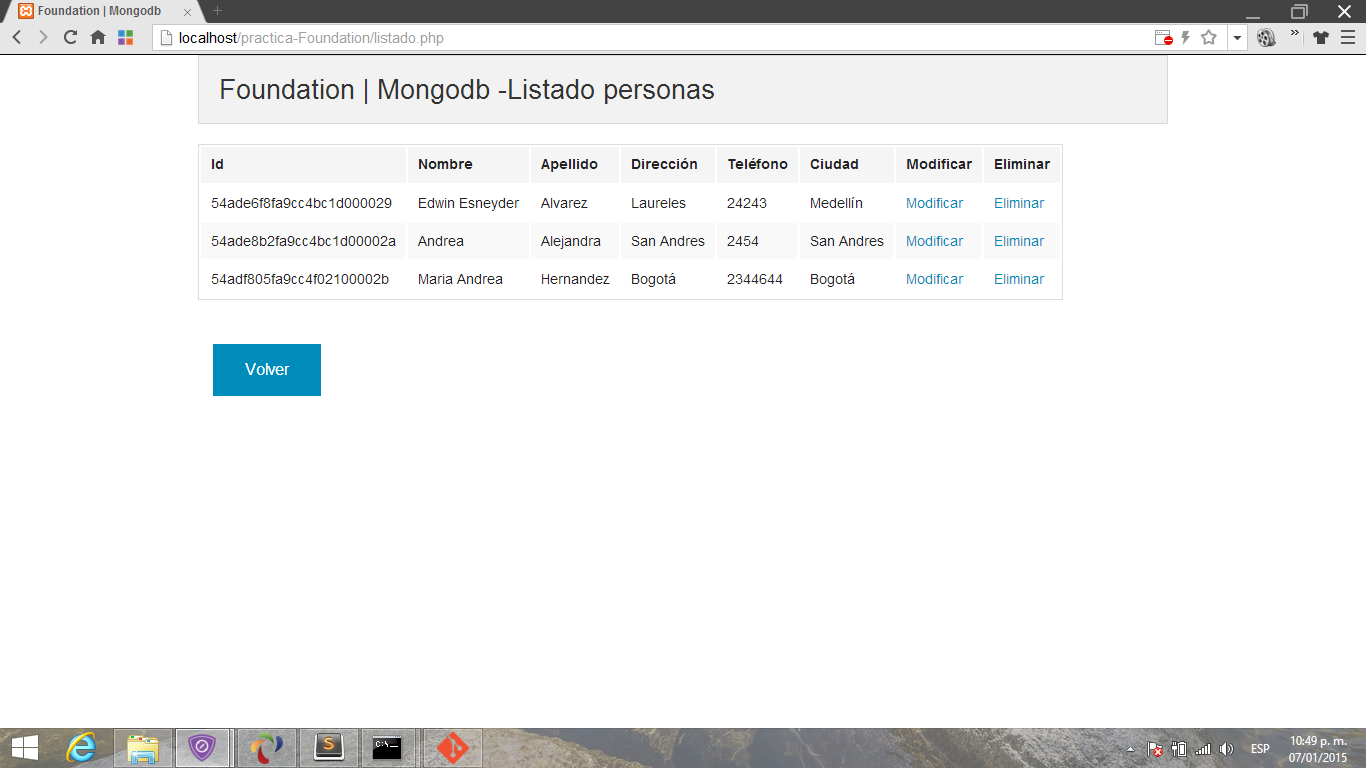 Foundation | Mongodb
localhost/practica-Foundation/listado.php
Foundation | Mongodb -Listado personas
Id Nombre Apellido Dirección Teléfono Ciudad Modificar Eliminar
54ade6f8fa9cc4bc1d000029 Edwin Esneyder Alvarez Laureles 24243 Medellín Modificar Eliminar
54ade8b2fa9cc4bc1d00002a Andrea Alejandra San Andres 2454 San Andres Modificar Eliminar
54adf805fa9cc4f02100002b Maria Andrea Hernandez Bogotá 2344644 Bogotá Modificar Eliminar
Volver
ESP
10:49 p. m.
07/01/2015